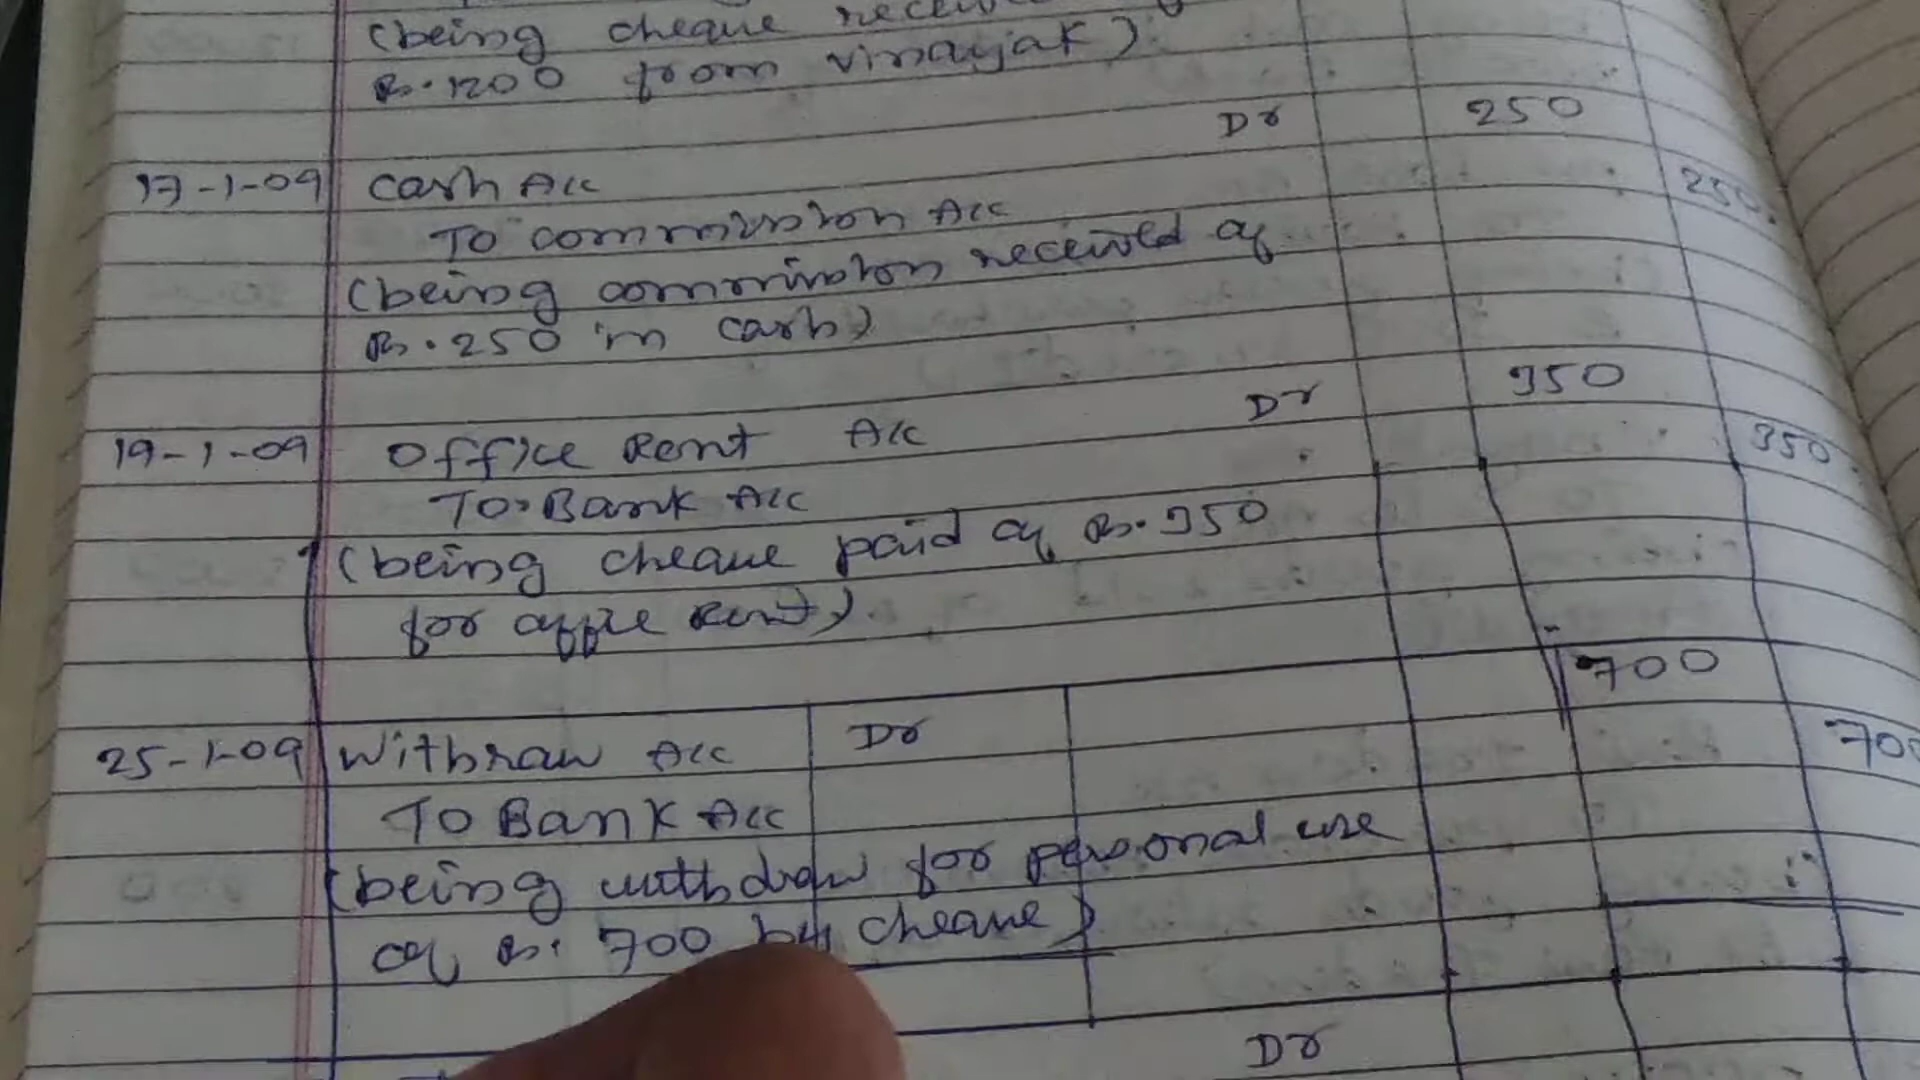 (being cheque
Rs. 1200 from vinayak)
17-1-09 Cash A/c Dr 250
To commission A/c 250
(being commission received of
Rs. 250 in cash)
19-1-09 Office Rent A/c Dr 350
To Bank A/c 350
(being cheque paid of Rs. 350
for office Rent)
25-1-09 Withraw A/c Dr 700
To Bank A/c 700
(being withdraw for personal use
of Rs. 700 by cheque)
Dr